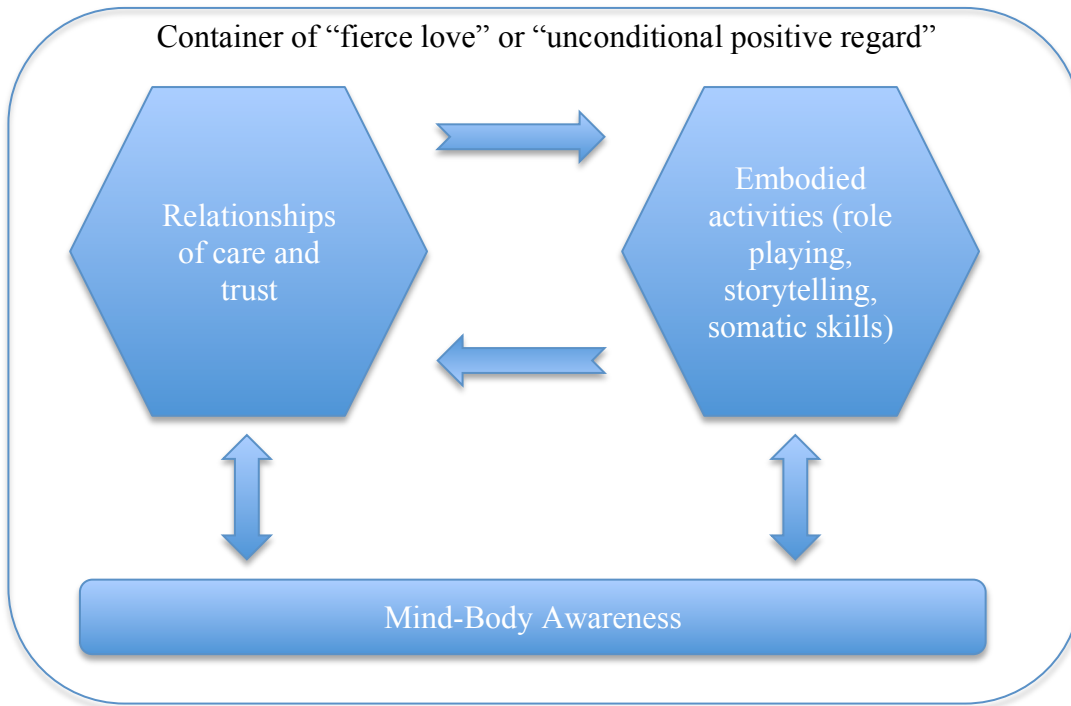 Container of “fierce love” or “unconditional positive regard”
Relationships
of care and
trust
Embodied
activities (role
playing,
storytelling,
somatic skills)
Mind-Body Awareness